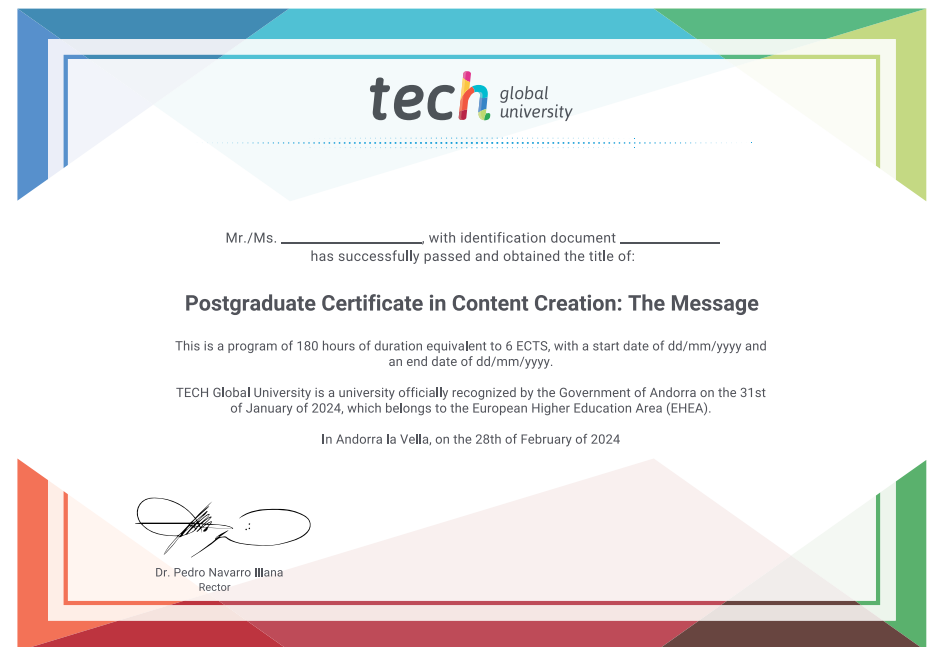 tech global university
Mr./Ms. ____________, with identification document ____________
has successfully passed and obtained the title of:
Postgraduate Certificate in Content Creation: The Message
This is a program of 180 hours of duration equivalent to 6 ECTS, with a start date of dd/mm/yyyy and
an end date of dd/mm/yyyy.
TECH Global University is a university officially recognized by the Government of Andorra on the 31st
of January of 2024, which belongs to the European Higher Education Area (EHEA).
In Andorra la Vella, on the 28th of February of 2024
Dr. Pedro Navarro Illana
Rector